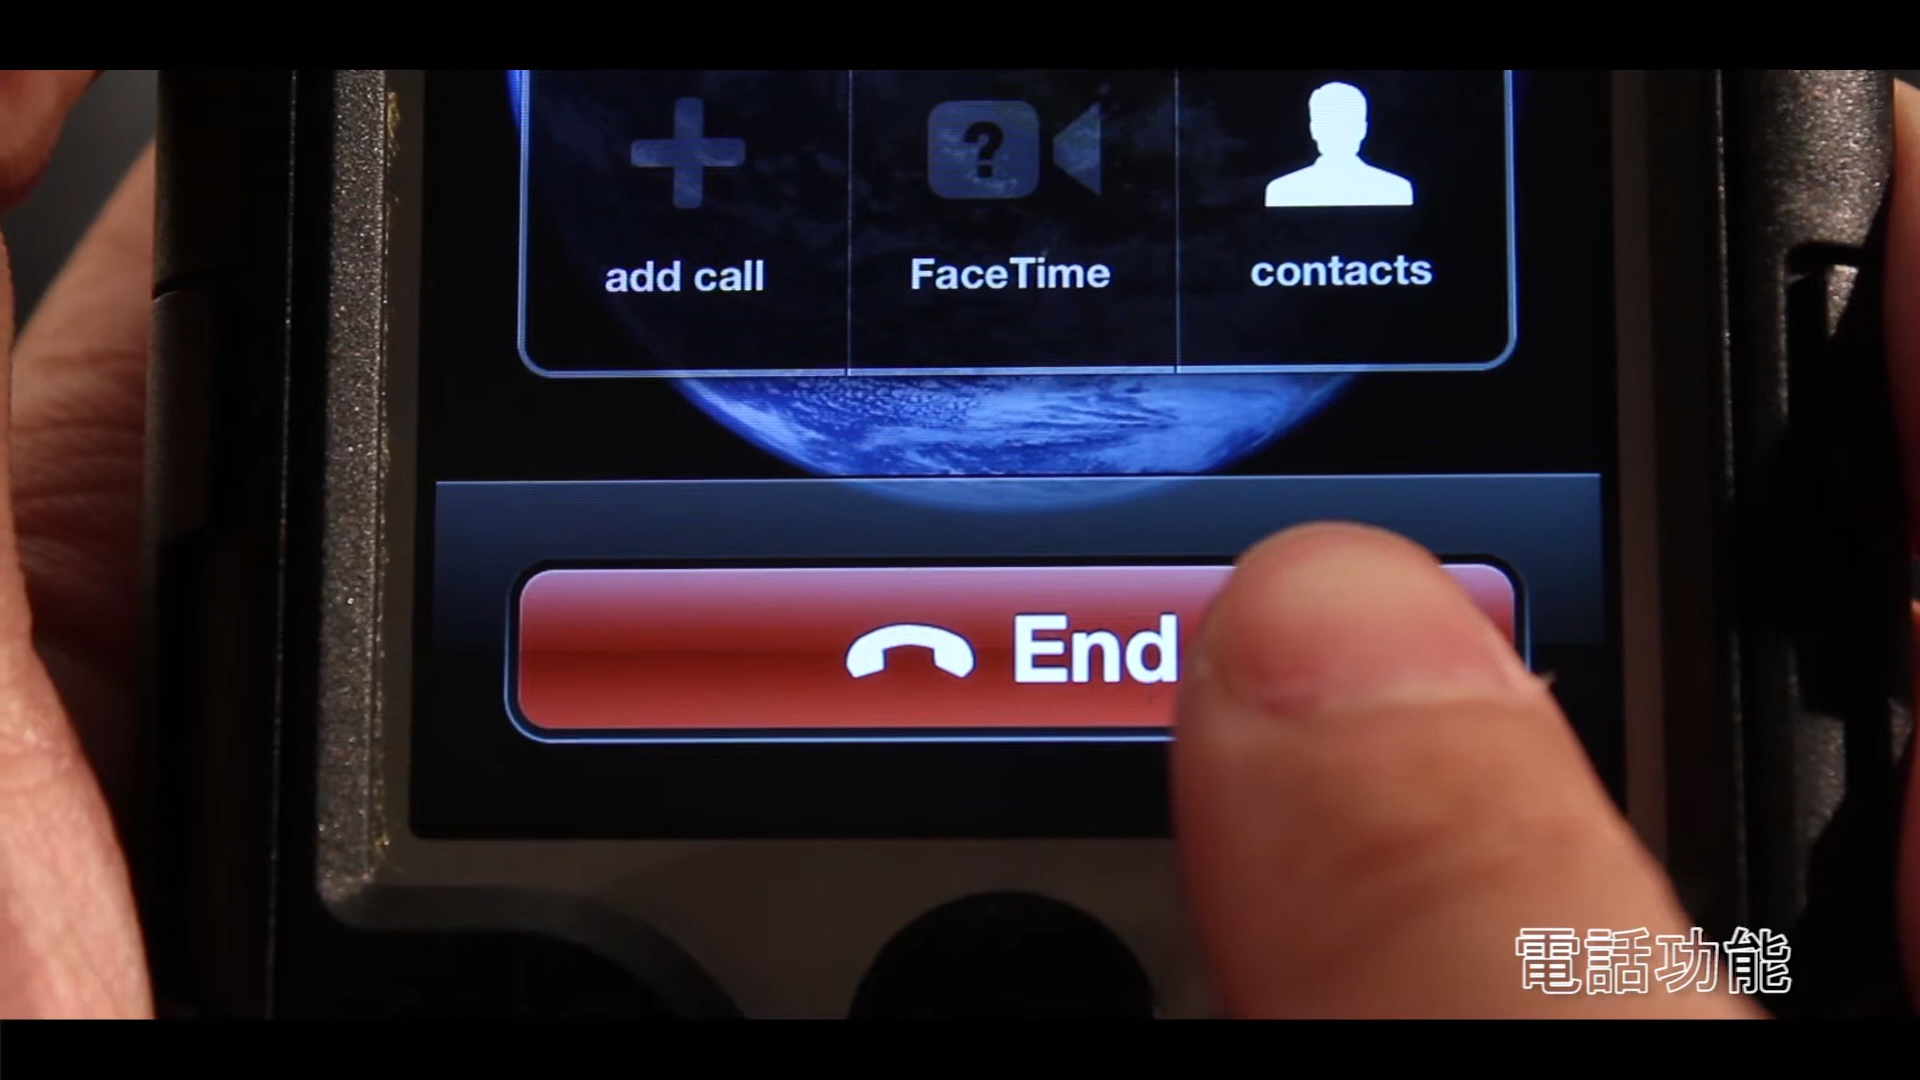 add call
FaceTime
contacts
End
電話功能